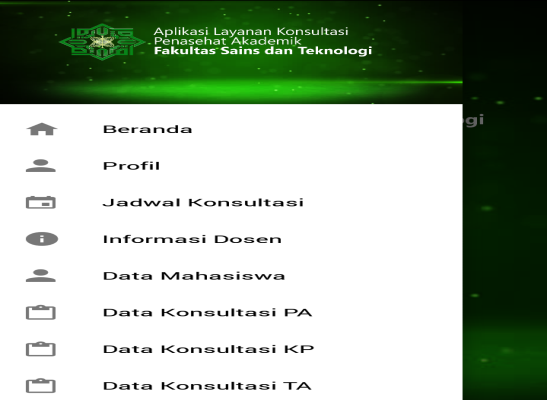 Aplikasi Layanan Konsultasi
Penasehat Akademik
Fakultas Sains dan Teknologi
Beranda
Profil
Jadwal Konsultasi
Informasi Dosen
Data Mahasiswa
Data Konsultasi PA
Data Konsultasi KP
Data Konsultasi TA